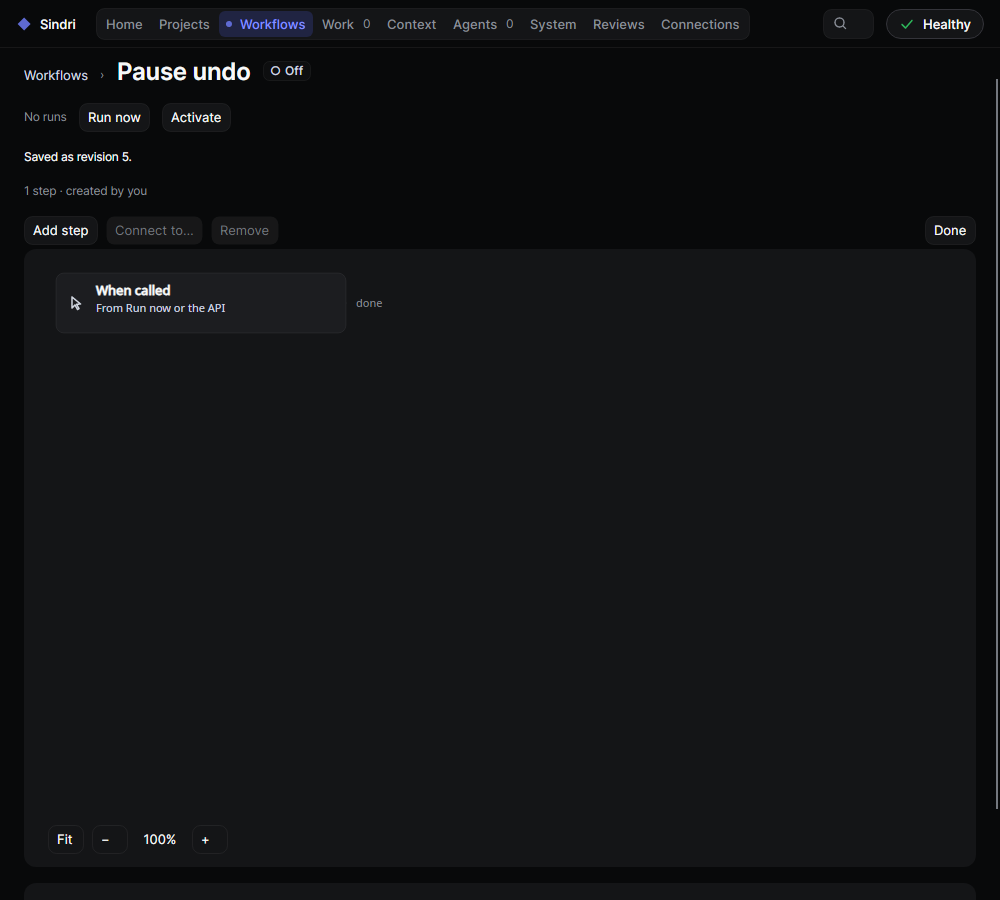 Sindri Home Projects Workflows Work 0 Context Agents 0 System Reviews Connections Healthy
Workflows › Pause undo Off
No runs Run now Activate
Saved as revision 5.
1 step · created by you
Add step Connect to... Remove Done
When called
From Run now or the API
done
Fit − 100% +